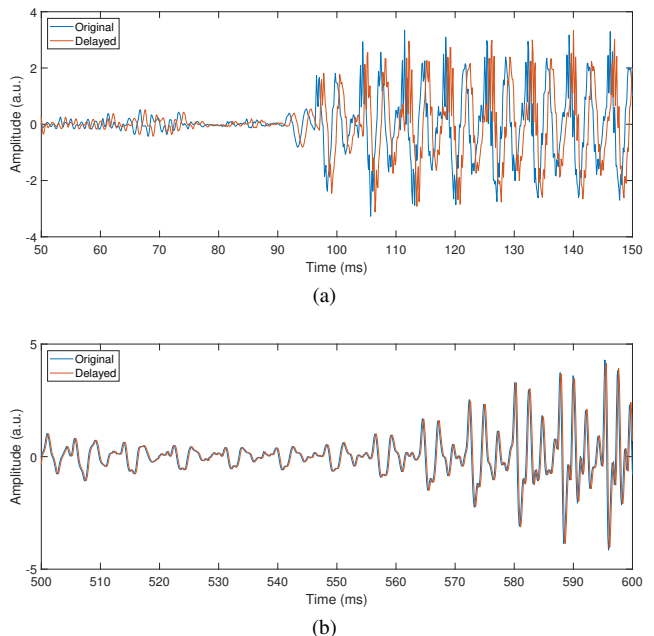 4
2
0
-2
-4
Amplitude (a.u.)
Original
Delayed
50 60 70 80 90 100 110 120 130 140 150
Time (ms)
(a)
5
0
-5
Amplitude (a.u.)
Original
Delayed
500 510 520 530 540 550 560 570 580 590 600
Time (ms)
(b)